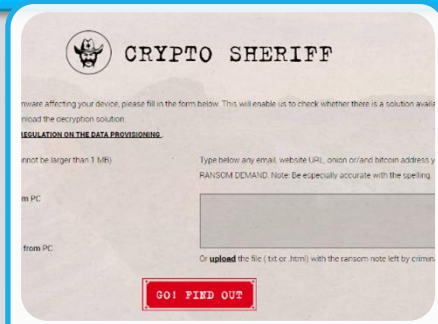 CRYPTO SHERIFF
mware affecting your device, please fill in the form below. This will enable us to check whether there is a solution availa
nload the decryption solution.
REGULATION ON THE DATA PROVISIONING
nnot be larger than 1 MB)
m PC
from PC
Type below any email, website URL, onion or/and bitcoin address y
RANSOM DEMAND. Note: Be especially accurate with the spelling.
Or upload the file (.txt or .html) with the ransom note left by crimin
GO! FIND OUT